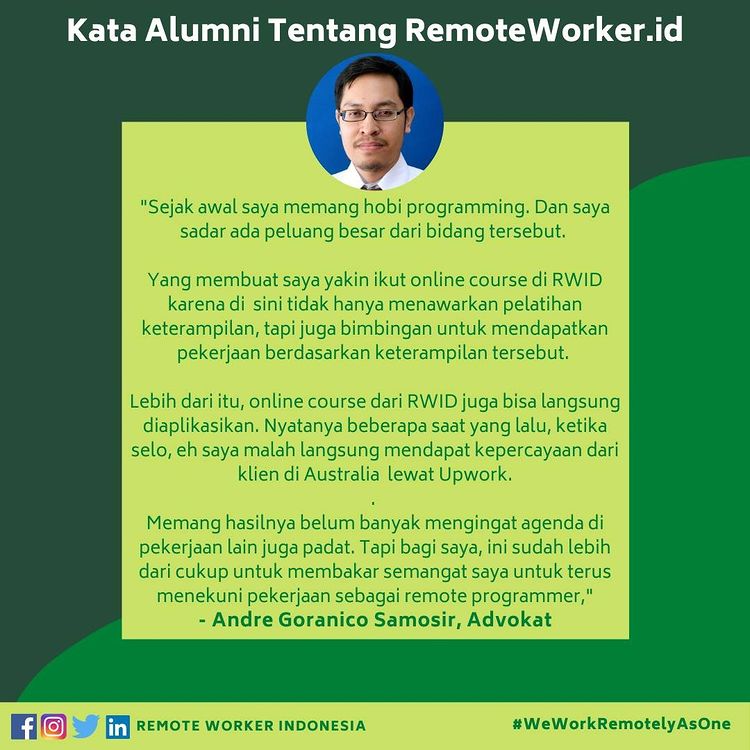 Kata Alumni Tentang RemoteWorker.id
"Sejak awal saya memang hobi programming. Dan saya
sadar ada peluang besar dari bidang tersebut.
Yang membuat saya yakin ikut online course di RWID
karena di sini tidak hanya menawarkan pelatihan
keterampilan, tapi juga bimbingan untuk mendapatkan
pekerjaan berdasarkan keterampilan tersebut.
Lebih dari itu, online course dari RWID juga bisa langsung
diaplikasikan. Nyatanya beberapa saat yang lalu, ketika
selo, eh saya malah langsung mendapat kepercayaan dari
klien di Australia lewat Upwork.
.
Memang hasilnya belum banyak mengingat agenda di
pekerjaan lain juga padat. Tapi bagi saya, ini sudah lebih
dari cukup untuk membakar semangat saya untuk terus
menekuni pekerjaan sebagai remote programmer,"
- Andre Goranico Samosir, Advokat
REMOTE WORKER INDONESIA
#WeWorkRemotelyAsOne